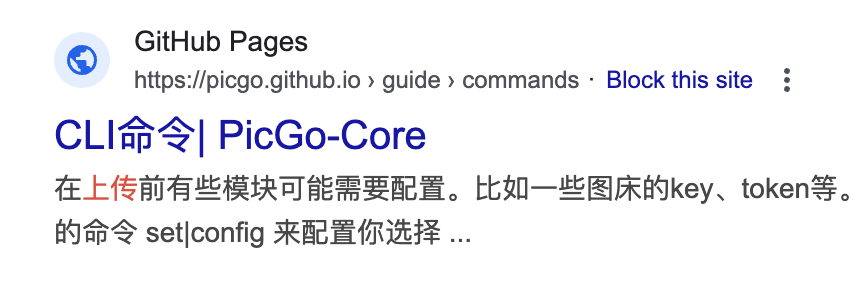 GitHub Pages
https://picgo.github.io › guide › commands · Block this site
CLI命令| PicGo-Core
在上传前有些模块可能需要配置。比如一些图床的key、token等。
的命令 set|config 来配置你选择 ...